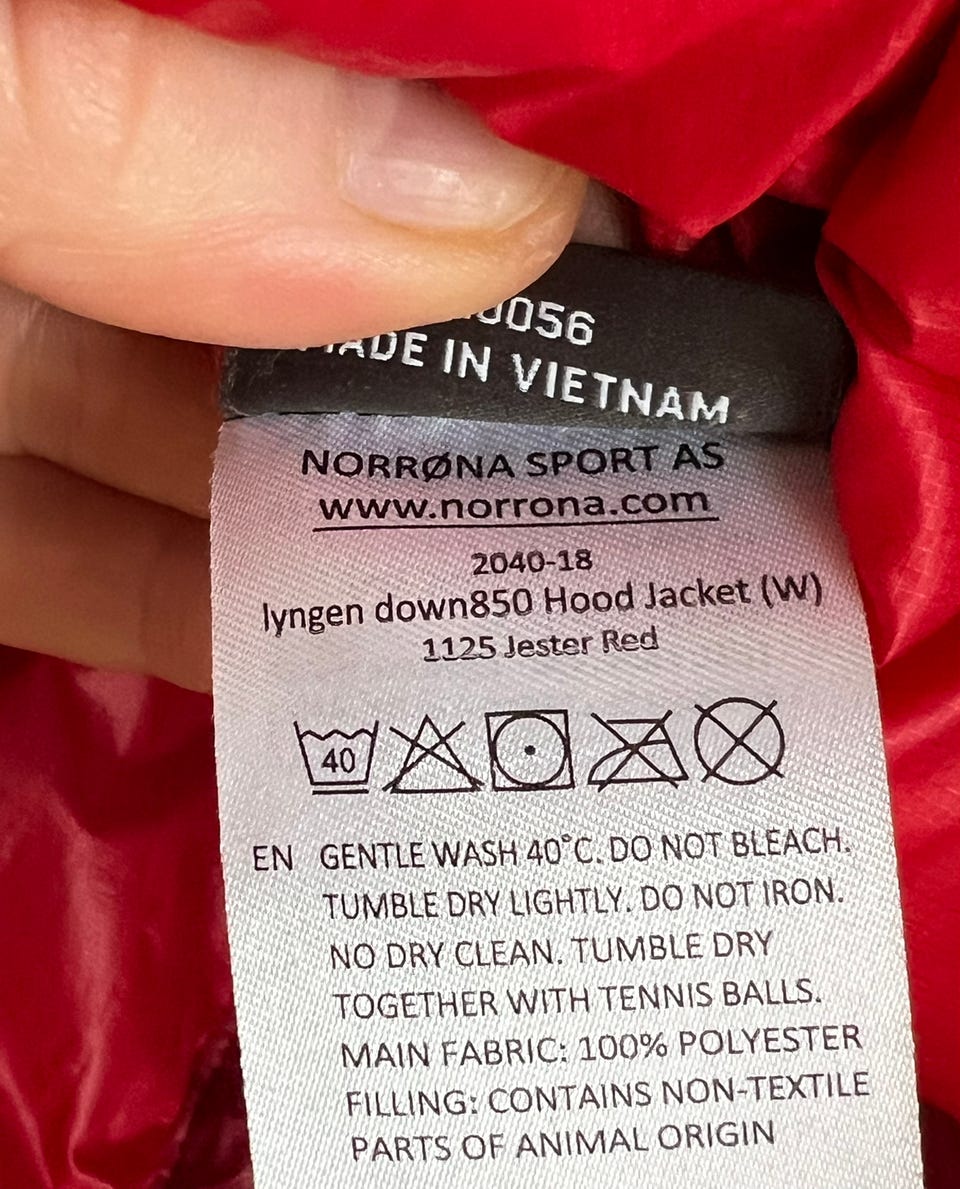 0056
MADE IN VIETNAM
NORRØNA SPORT AS
www.norrona.com
2040-18
lyngen down850 Hood Jacket (W)
1125 Jester Red
40
EN GENTLE WASH 40°C. DO NOT BLEACH.
TUMBLE DRY LIGHTLY. DO NOT IRON.
NO DRY CLEAN. TUMBLE DRY
TOGETHER WITH TENNIS BALLS.
MAIN FABRIC: 100% POLYESTER
FILLING: CONTAINS NON-TEXTILE
PARTS OF ANIMAL ORIGIN